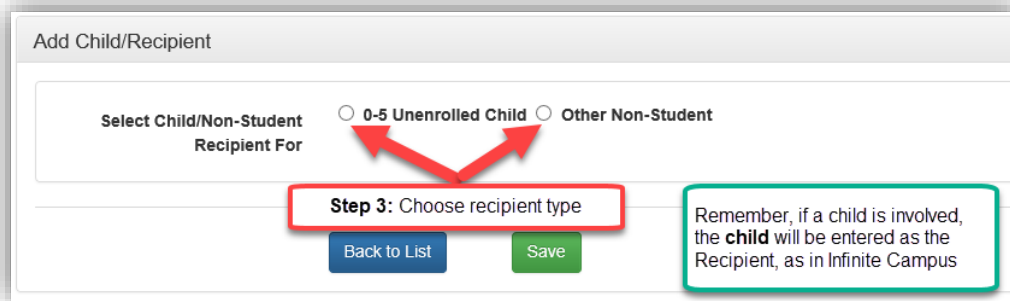 Add Child/Recipient
Select Child/Non-Student
Recipient For
0-5 Unenrolled Child
Other Non-Student
Step 3: Choose recipient type
Back to List
Save
Remember, if a child is involved,
the child will be entered as the
Recipient, as in Infinite Campus